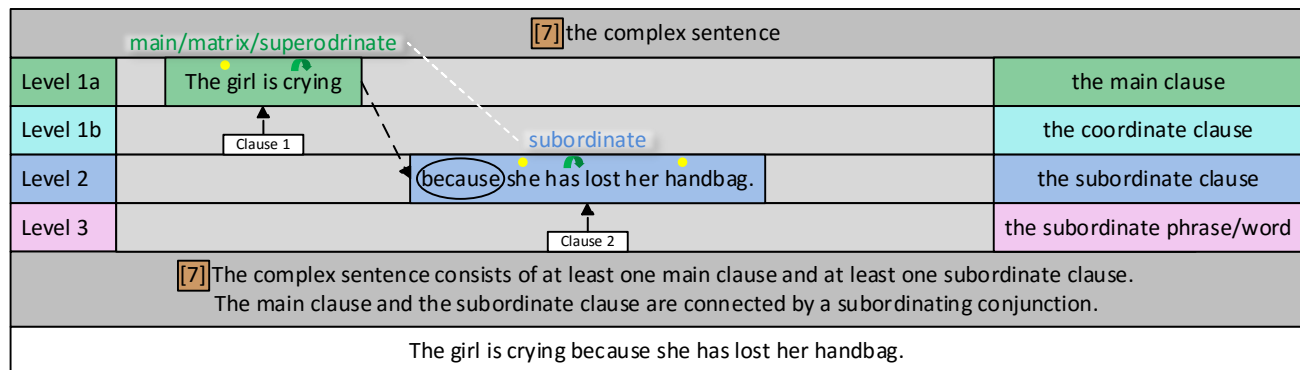 [7] the complex sentence
main/matrix/superodrinate
Level 1a
The girl is crying
the main clause
Level 1b
Clause 1
subordinate
the coordinate clause
Level 2
because she has lost her handbag.
the subordinate clause
Level 3
Clause 2
the subordinate phrase/word
[7] The complex sentence consists of at least one main clause and at least one subordinate clause.
The main clause and the subordinate clause are connected by a subordinating conjunction.
The girl is crying because she has lost her handbag.